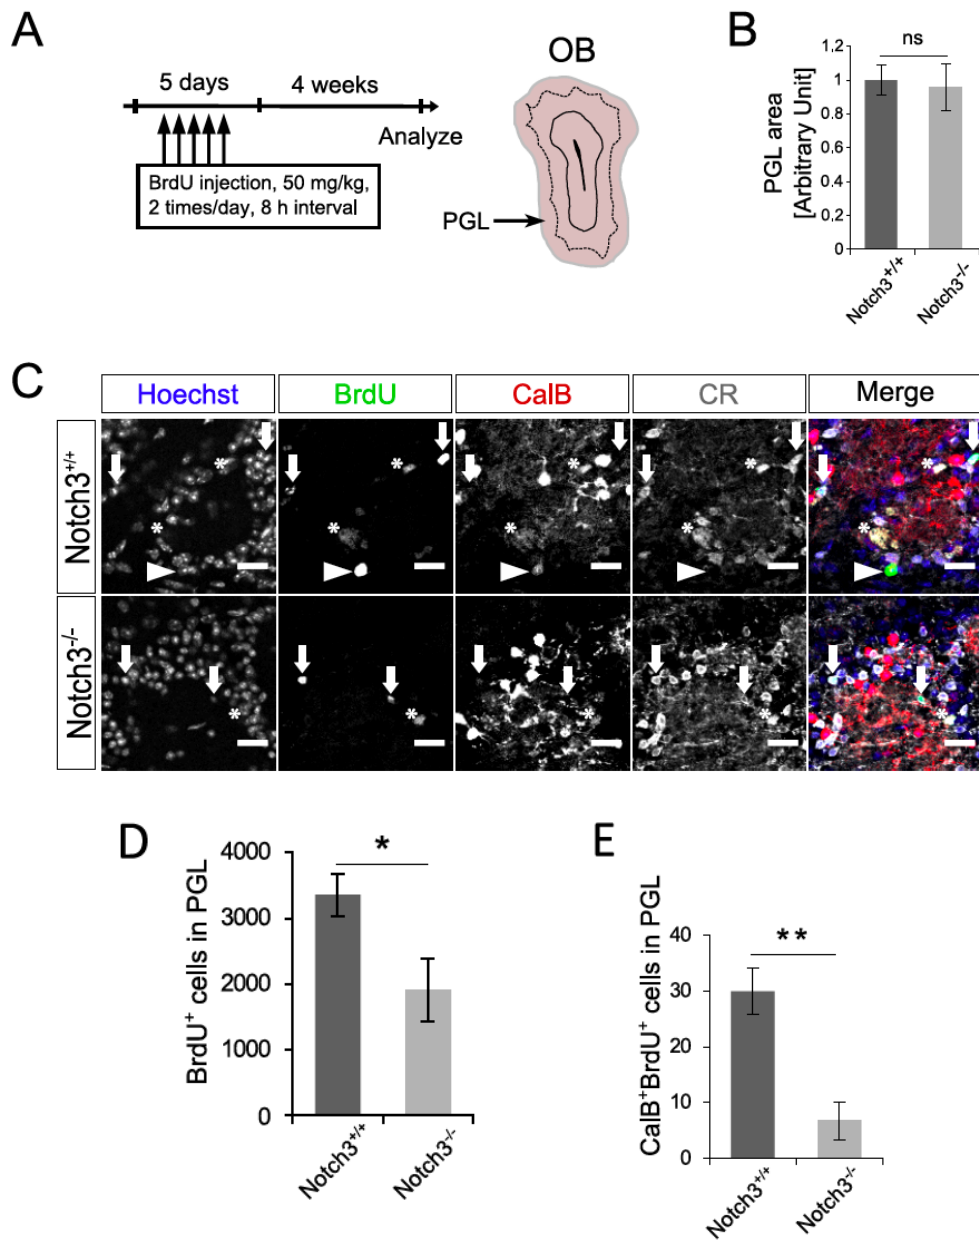 A
5 days
4 weeks
Analyze
BrdU injection, 50 mg/kg,
2 times/day, 8 h interval
OB
PGL
B
PGL area
[Arbitrary Unit]
1,2
1
0.8
0.6
0.4
0.2
0
ns
Notch3+/+
Notch3-/-
C
Hoechst
BrdU
CalB
CR
Merge
Notch3+/+
*
*
*
*
*
*
*
*
*
*
Notch3-/-
*
*
*
*
*
D
BrdU+ cells in PGL
4000
3000
2000
1000
0
*
Notch3+/+
Notch3-/-
E
CalB+BrdU+ cells in PGL
40
30
20
10
0
**
Notch3+/+
Notch3-/-